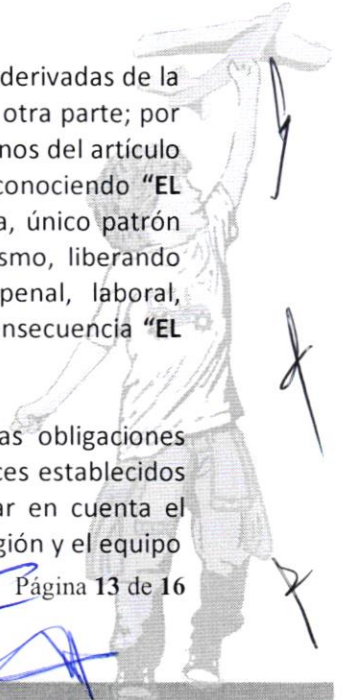 derivadas de la
otra parte; por
nos del artículo
conociendo “EL
a, único patrón
smo, liberando
penal, laboral,
nsecuencia “EL
as obligaciones
ces establecidos
ar en cuenta el
gión y el equipo
Página 13 de 16